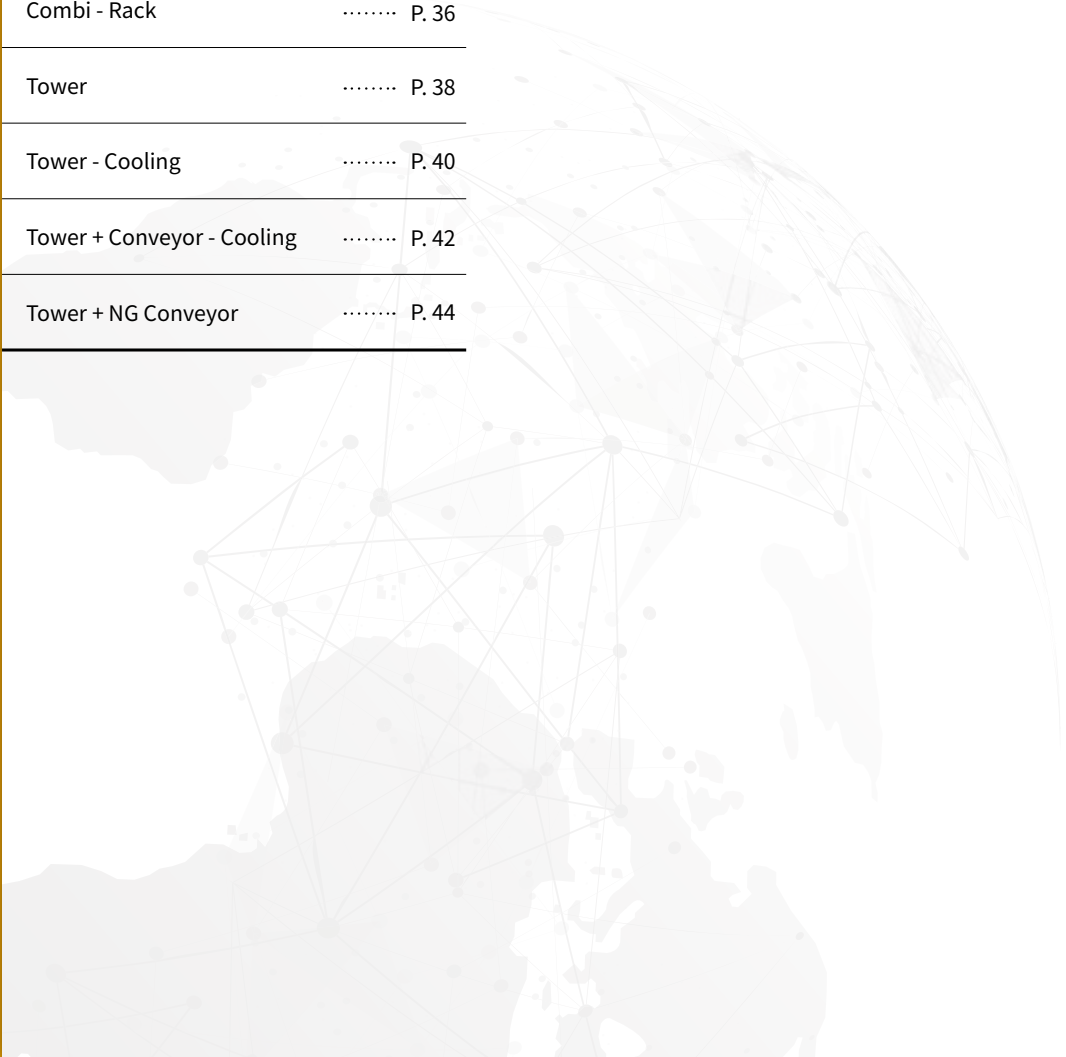 Combi - Rack ········ P. 36
Tower ········ P. 38
Tower - Cooling ········ P. 40
Tower + Conveyor - Cooling ········ P. 42
Tower + NG Conveyor ········ P. 44